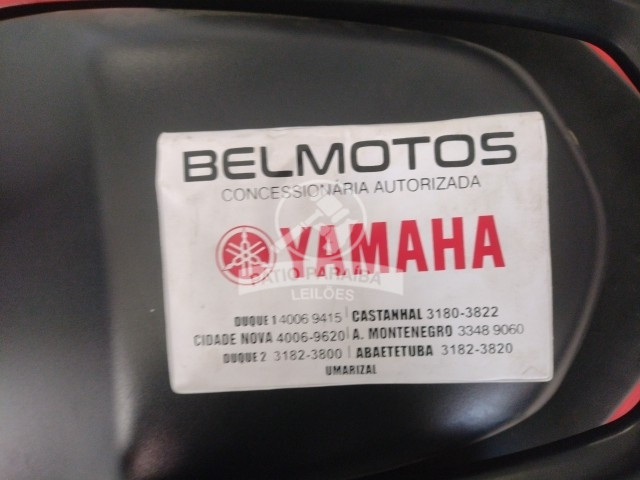 BELMOTOS
CONCESSIONÁRIA AUTORIZADA
YAMAHA
PÁTIO PARAÍBA
LEILÕES
DUQUE 1 4006 9415 | CASTANHAL 3180-3822
CIDADE NOVA 4006-9620 | A. MONTENEGRO 3348 9060
DUQUE 2 3182-3800 | ABAETETUBA 3182-3820
UMARIZAL